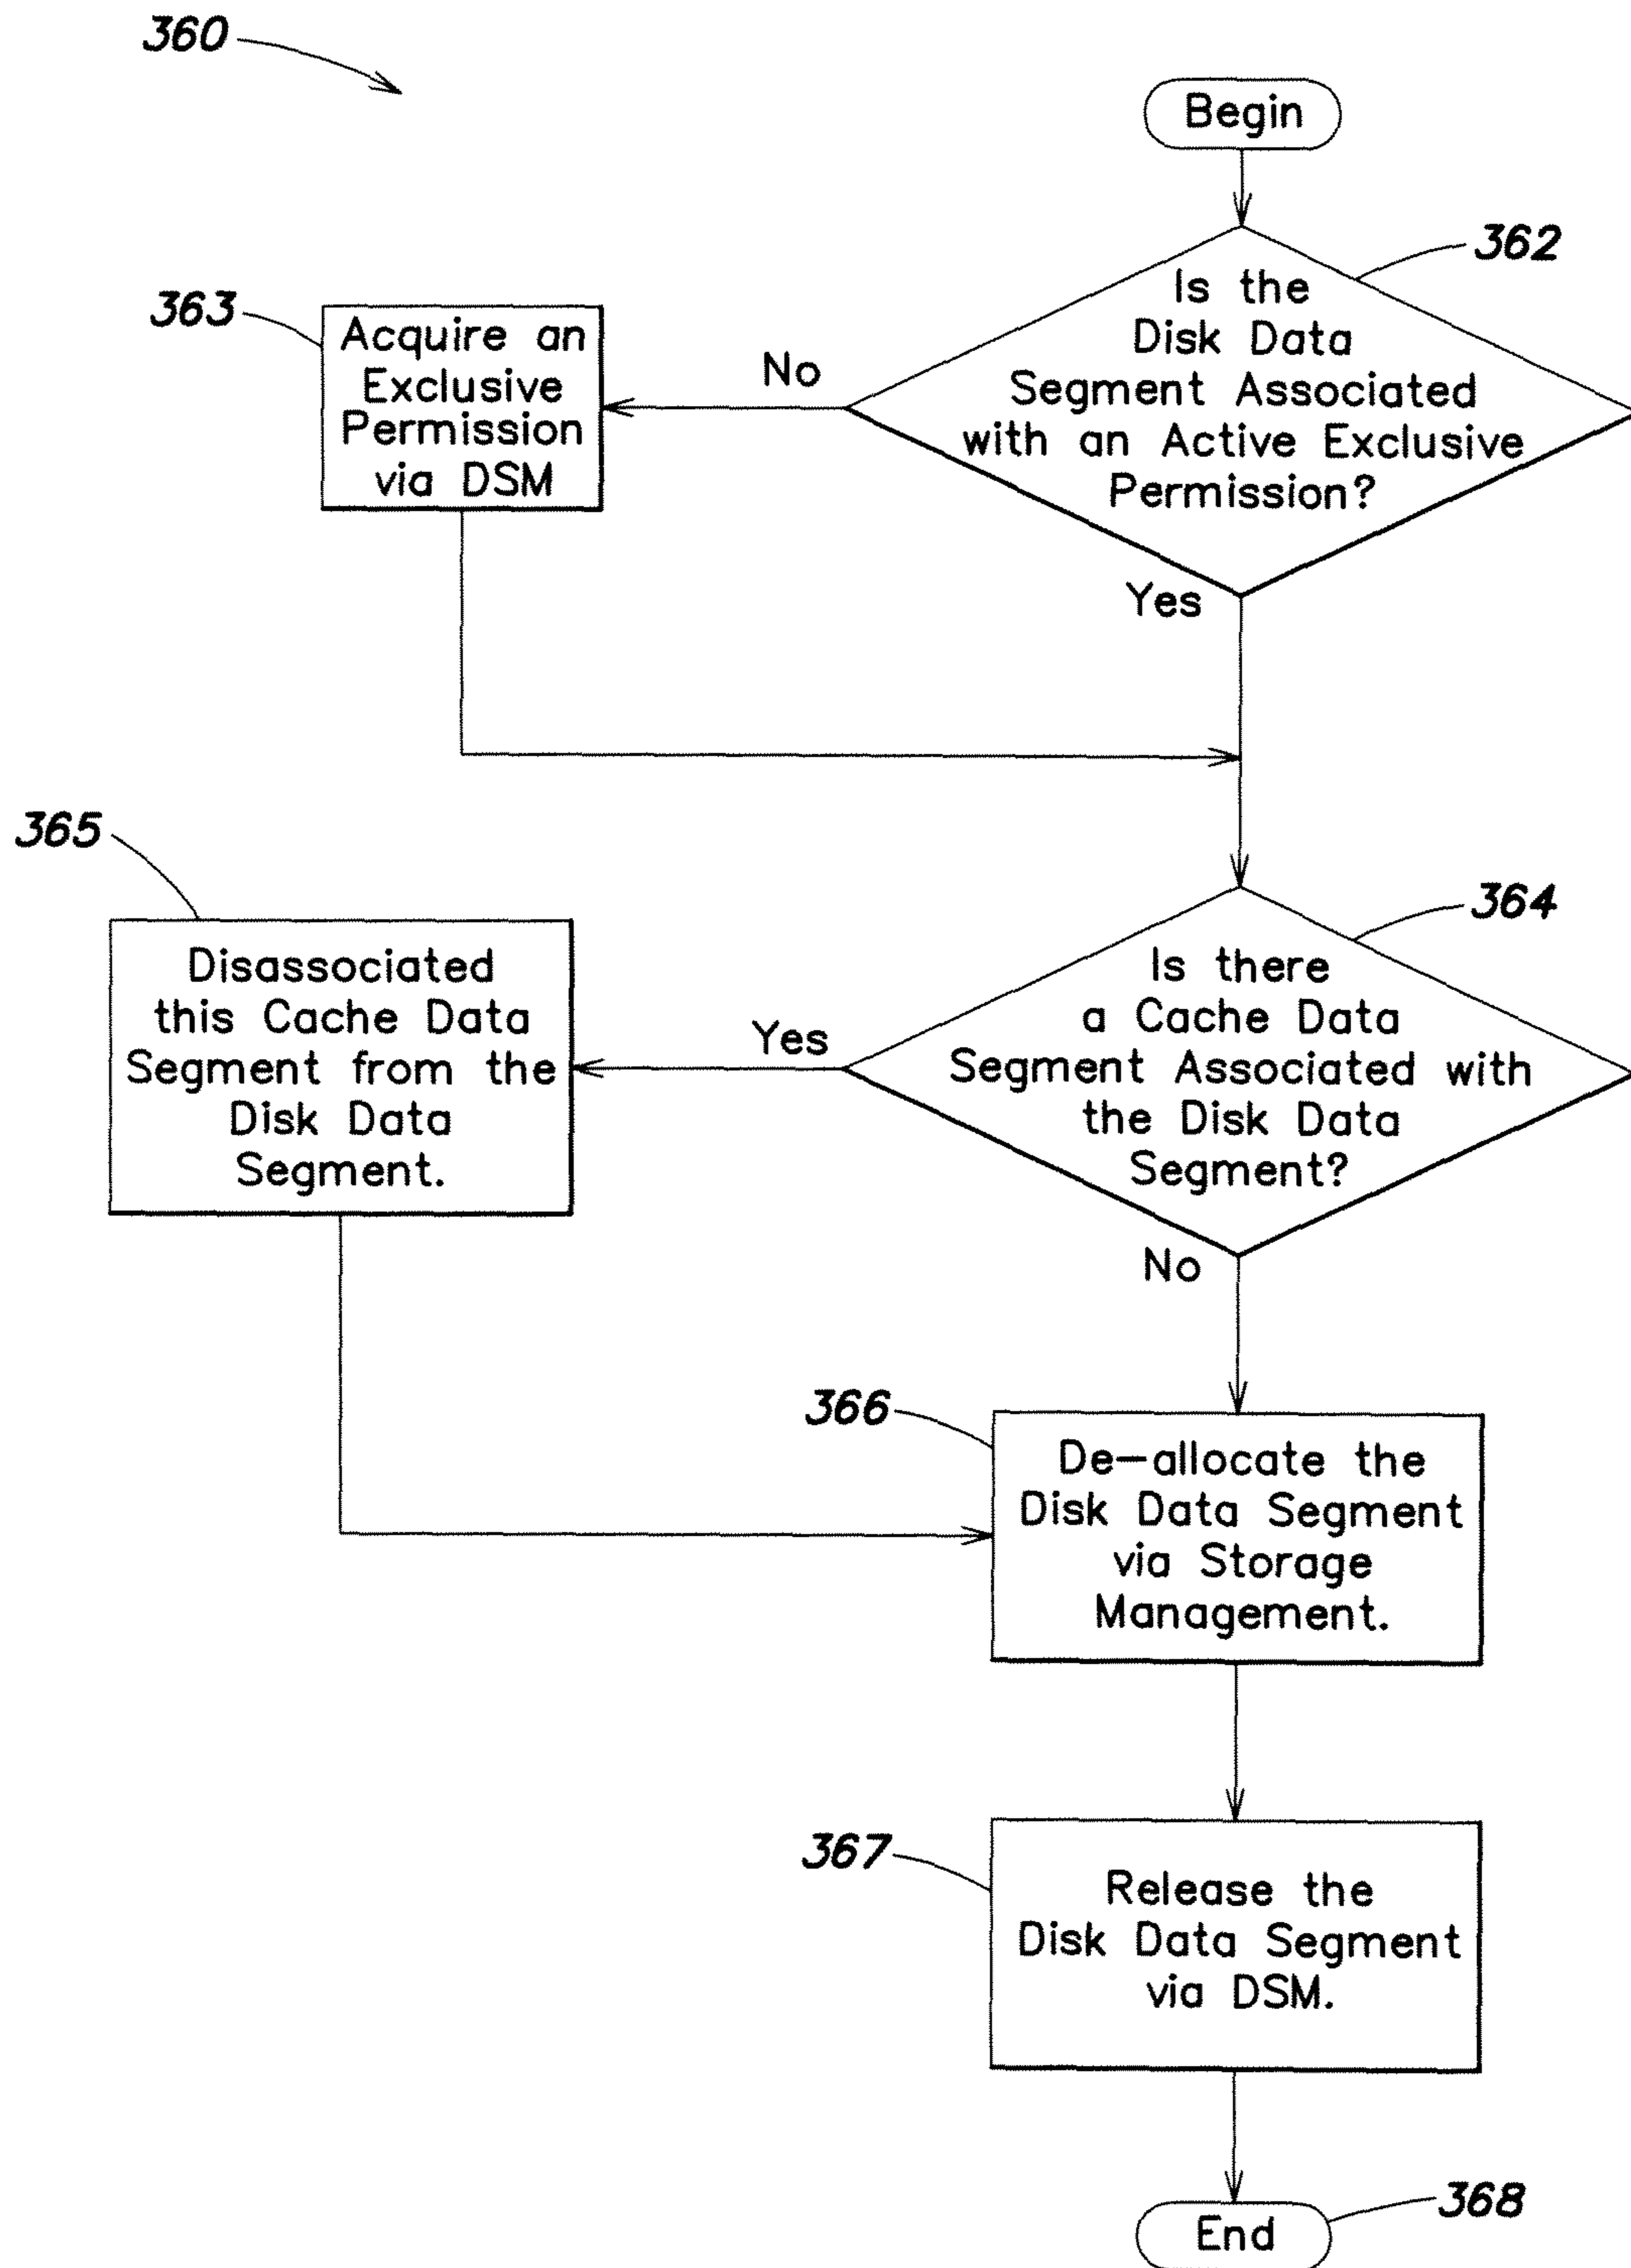 360
Begin
362
Is the
Disk Data
Segment Associated
with an Active Exclusive
Permission?
No
363
Acquire an
Exclusive
Permission
via DSM
Yes
364
Is there
a Cache Data
Segment Associated with
the Disk Data
Segment?
Yes
365
Disassociated
this Cache Data
Segment from the
Disk Data
Segment.
No
366
De-allocate the
Disk Data Segment
via Storage
Management.
367
Release the
Disk Data Segment
via DSM.
368
End